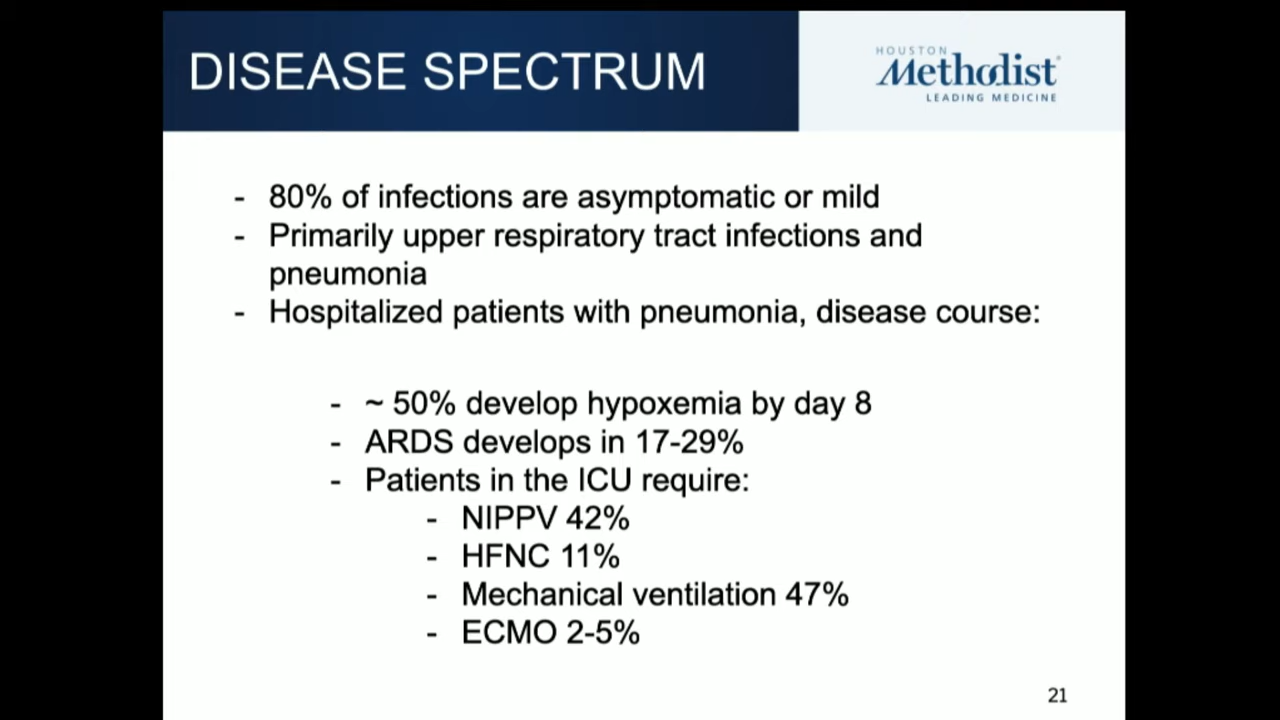 DISEASE SPECTRUM
HOUSTON
Methodist
LEADING MEDICINE
- 80% of infections are asymptomatic or mild
- Primarily upper respiratory tract infections and
pneumonia
- Hospitalized patients with pneumonia, disease course:
- ~ 50% develop hypoxemia by day 8
- ARDS develops in 17-29%
- Patients in the ICU require:
- NIPPV 42%
- HFNC 11%
- Mechanical ventilation 47%
- ECMO 2-5%
21